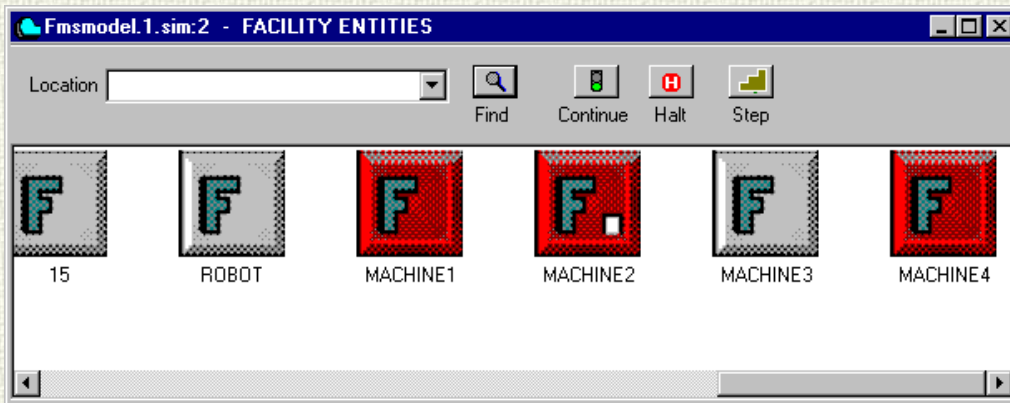 Fmsmodel.1.sim:2 - FACILITY ENTITIES
Location
Find Continue Halt Step
H
F F F F F F
15 ROBOT MACHINE1 MACHINE2 MACHINE3 MACHINE4